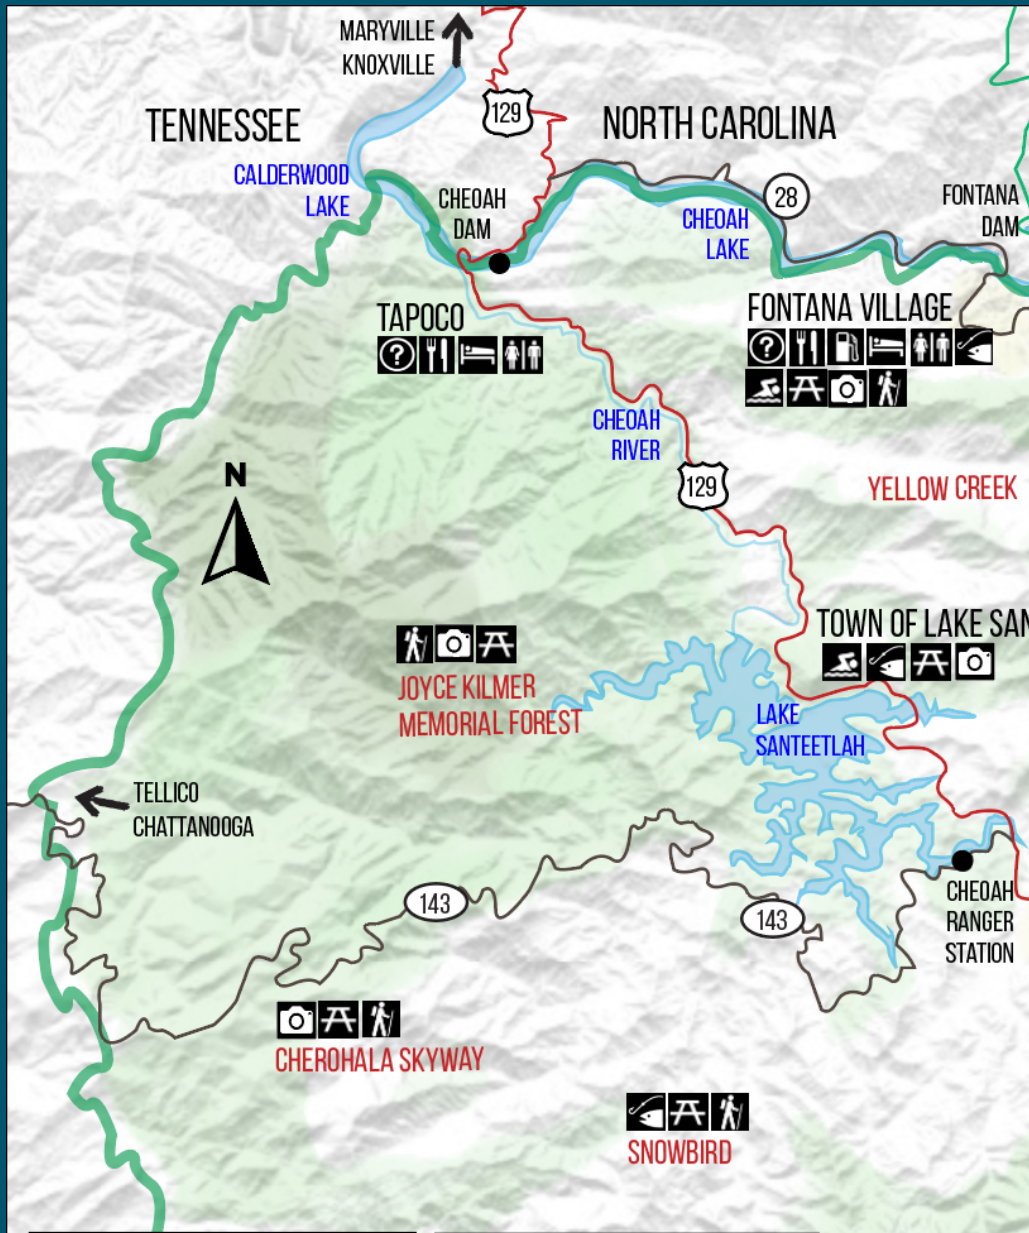 MARYVILLE
KNOXVILLE
129
TENNESSEE
NORTH CAROLINA
CALDERWOOD
LAKE
CHEOAH
DAM
28
CHEOAH
LAKE
FONTANA
DAM
TAPOCO
?
FONTANA VILLAGE
?
CHEOAH
RIVER
N
129
YELLOW CREEK
TOWN OF LAKE SAN
JOYCE KILMER
MEMORIAL FOREST
LAKE
SANTEETLAH
TELLICO
CHATTANOOGA
143
143
CHEOAH
RANGER
STATION
CHEROHALA SKYWAY
SNOWBIRD